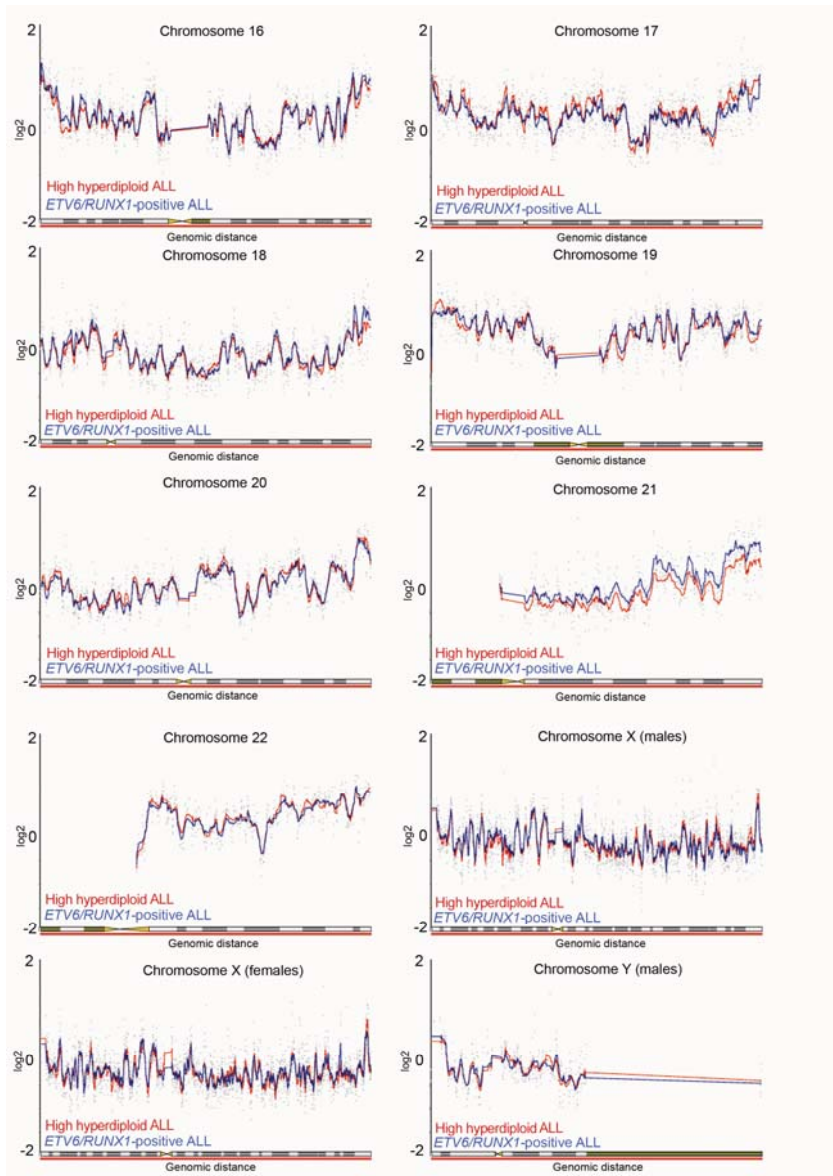 Chromosome 16
2
0
-2
log2
High hyperdiploid ALL
ETV6/RUNX1-positive ALL
Genomic distance
Chromosome 17
2
0
-2
log2
High hyperdiploid ALL
ETV6/RUNX1-positive ALL
Genomic distance
Chromosome 18
2
0
-2
log2
High hyperdiploid ALL
ETV6/RUNX1-positive ALL
Genomic distance
Chromosome 19
2
0
-2
log2
High hyperdiploid ALL
ETV6/RUNX1-positive ALL
Genomic distance
Chromosome 20
2
0
-2
log2
High hyperdiploid ALL
ETV6/RUNX1-positive ALL
Genomic distance
Chromosome 21
2
0
-2
log2
High hyperdiploid ALL
ETV6/RUNX1-positive ALL
Genomic distance
Chromosome 22
2
0
-2
log2
High hyperdiploid ALL
ETV6/RUNX1-positive ALL
Genomic distance
Chromosome X (males)
2
0
-2
log2
High hyperdiploid ALL
ETV6/RUNX1-positive ALL
Genomic distance
Chromosome X (females)
2
0
-2
log2
High hyperdiploid ALL
ETV6/RUNX1-positive ALL
Genomic distance
Chromosome Y (males)
2
0
-2
log2
High hyperdiploid ALL
ETV6/RUNX1-positive ALL
Genomic distance